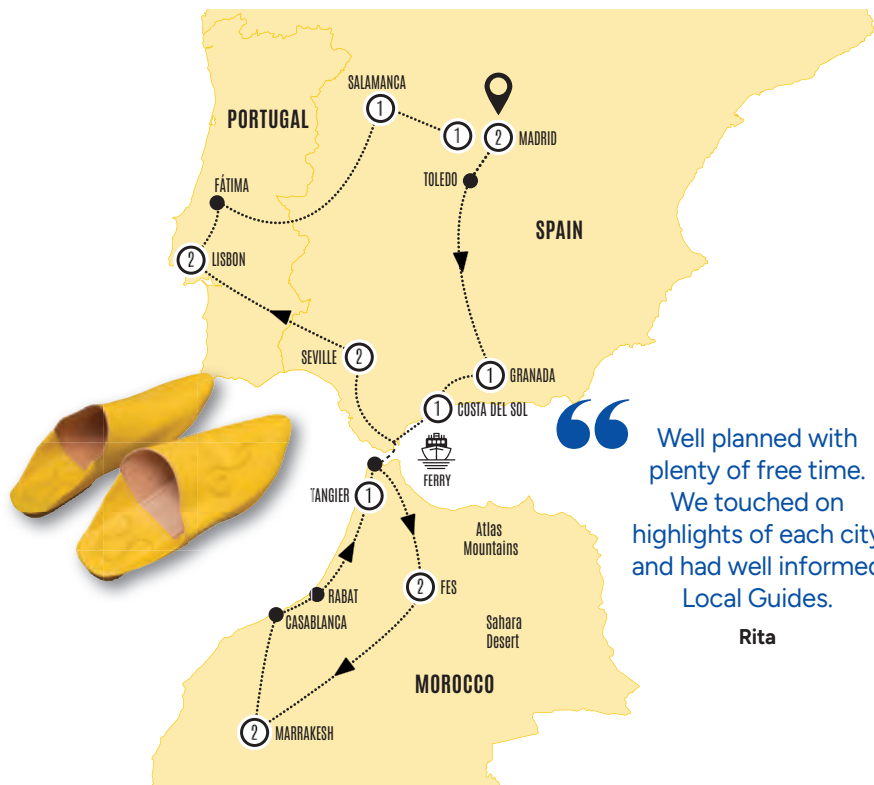 SALAMANCA
1
PORTUGAL
1
2 MADRID
TOLEDO
FÁTIMA
SPAIN
2 LISBON
SEVILLE 2
1 GRANADA
1 COSTA DEL SOL
FERRY
TANGIER 1
Atlas
Mountains
2 FES
RABAT
CASABLANCA
Sahara
Desert
MOROCCO
2 MARRAKESH
“
Well planned with
plenty of free time.
We touched on
highlights of each city
and had well informed
Local Guides.
Rita